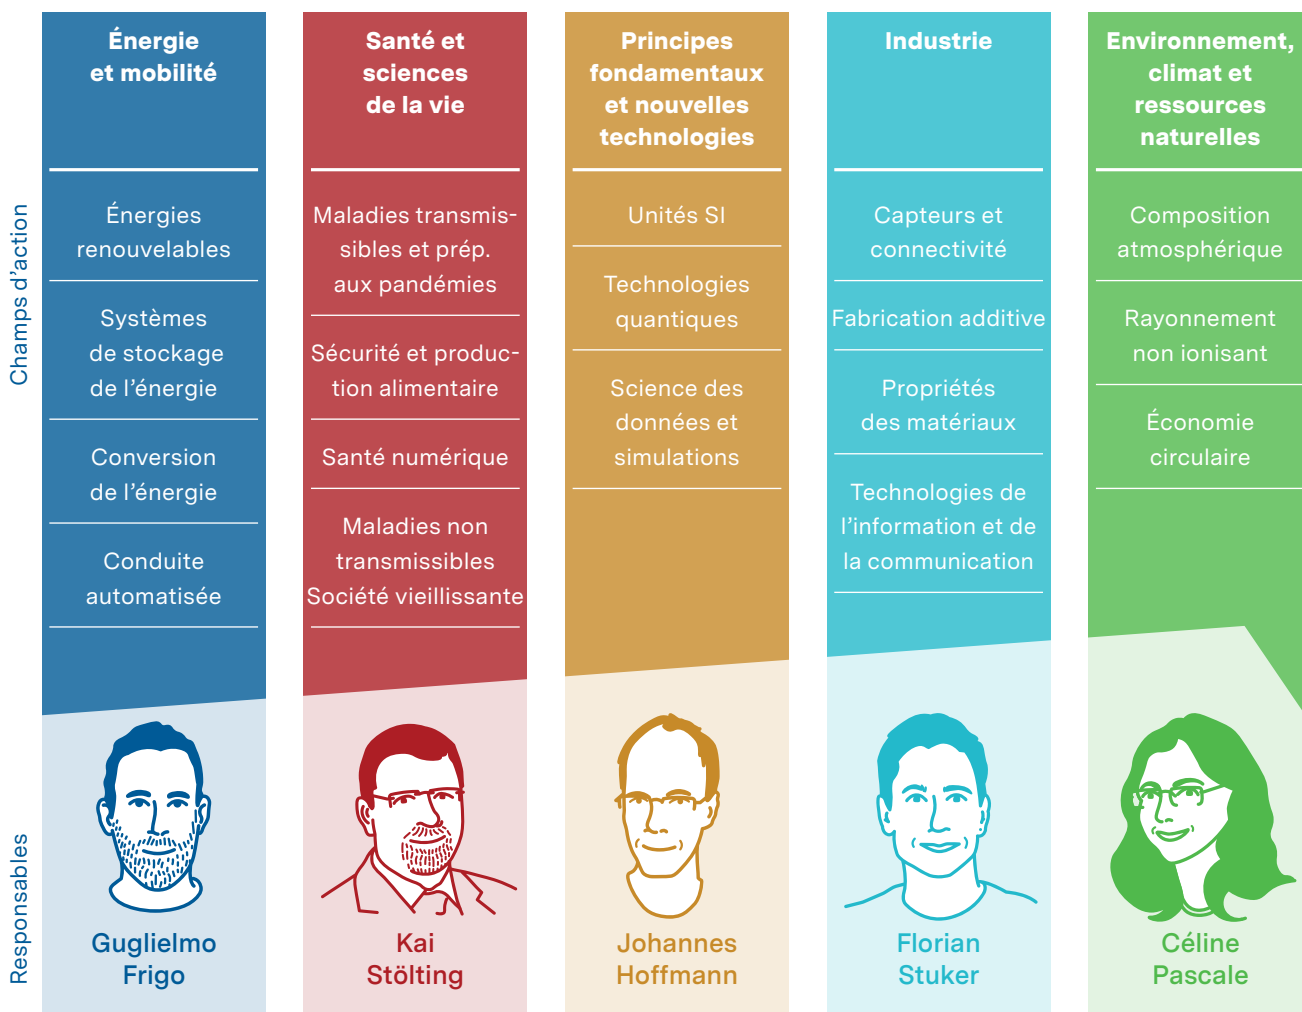 Énergie
et mobilité
Santé et
sciences
de la vie
Principes
fondamentaux
et nouvelles
technologies
Industrie
Environnement,
climat et
ressources
naturelles
Champs d’action
Énergies
renouvelables
Systèmes
de stockage
de l’énergie
Conversion
de l’énergie
Conduite
automatisée
Maladies transmis-
sibles et prép.
aux pandémies
Sécurité et produc-
tion alimentaire
Santé numérique
Maladies non
transmissibles
Société vieillissante
Unités SI
Technologies
quantiques
Science des
données et
simulations
Capteurs et
connectivité
Fabrication additive
Propriétés
des matériaux
Technologies de
l’information et de
la communication
Composition
atmosphérique
Rayonnement
non ionisant
Économie
circulaire
Responsables
Guglielmo
Frigo
Kai
Stölting
Johannes
Hoffmann
Florian
Stuker
Céline
Pascale